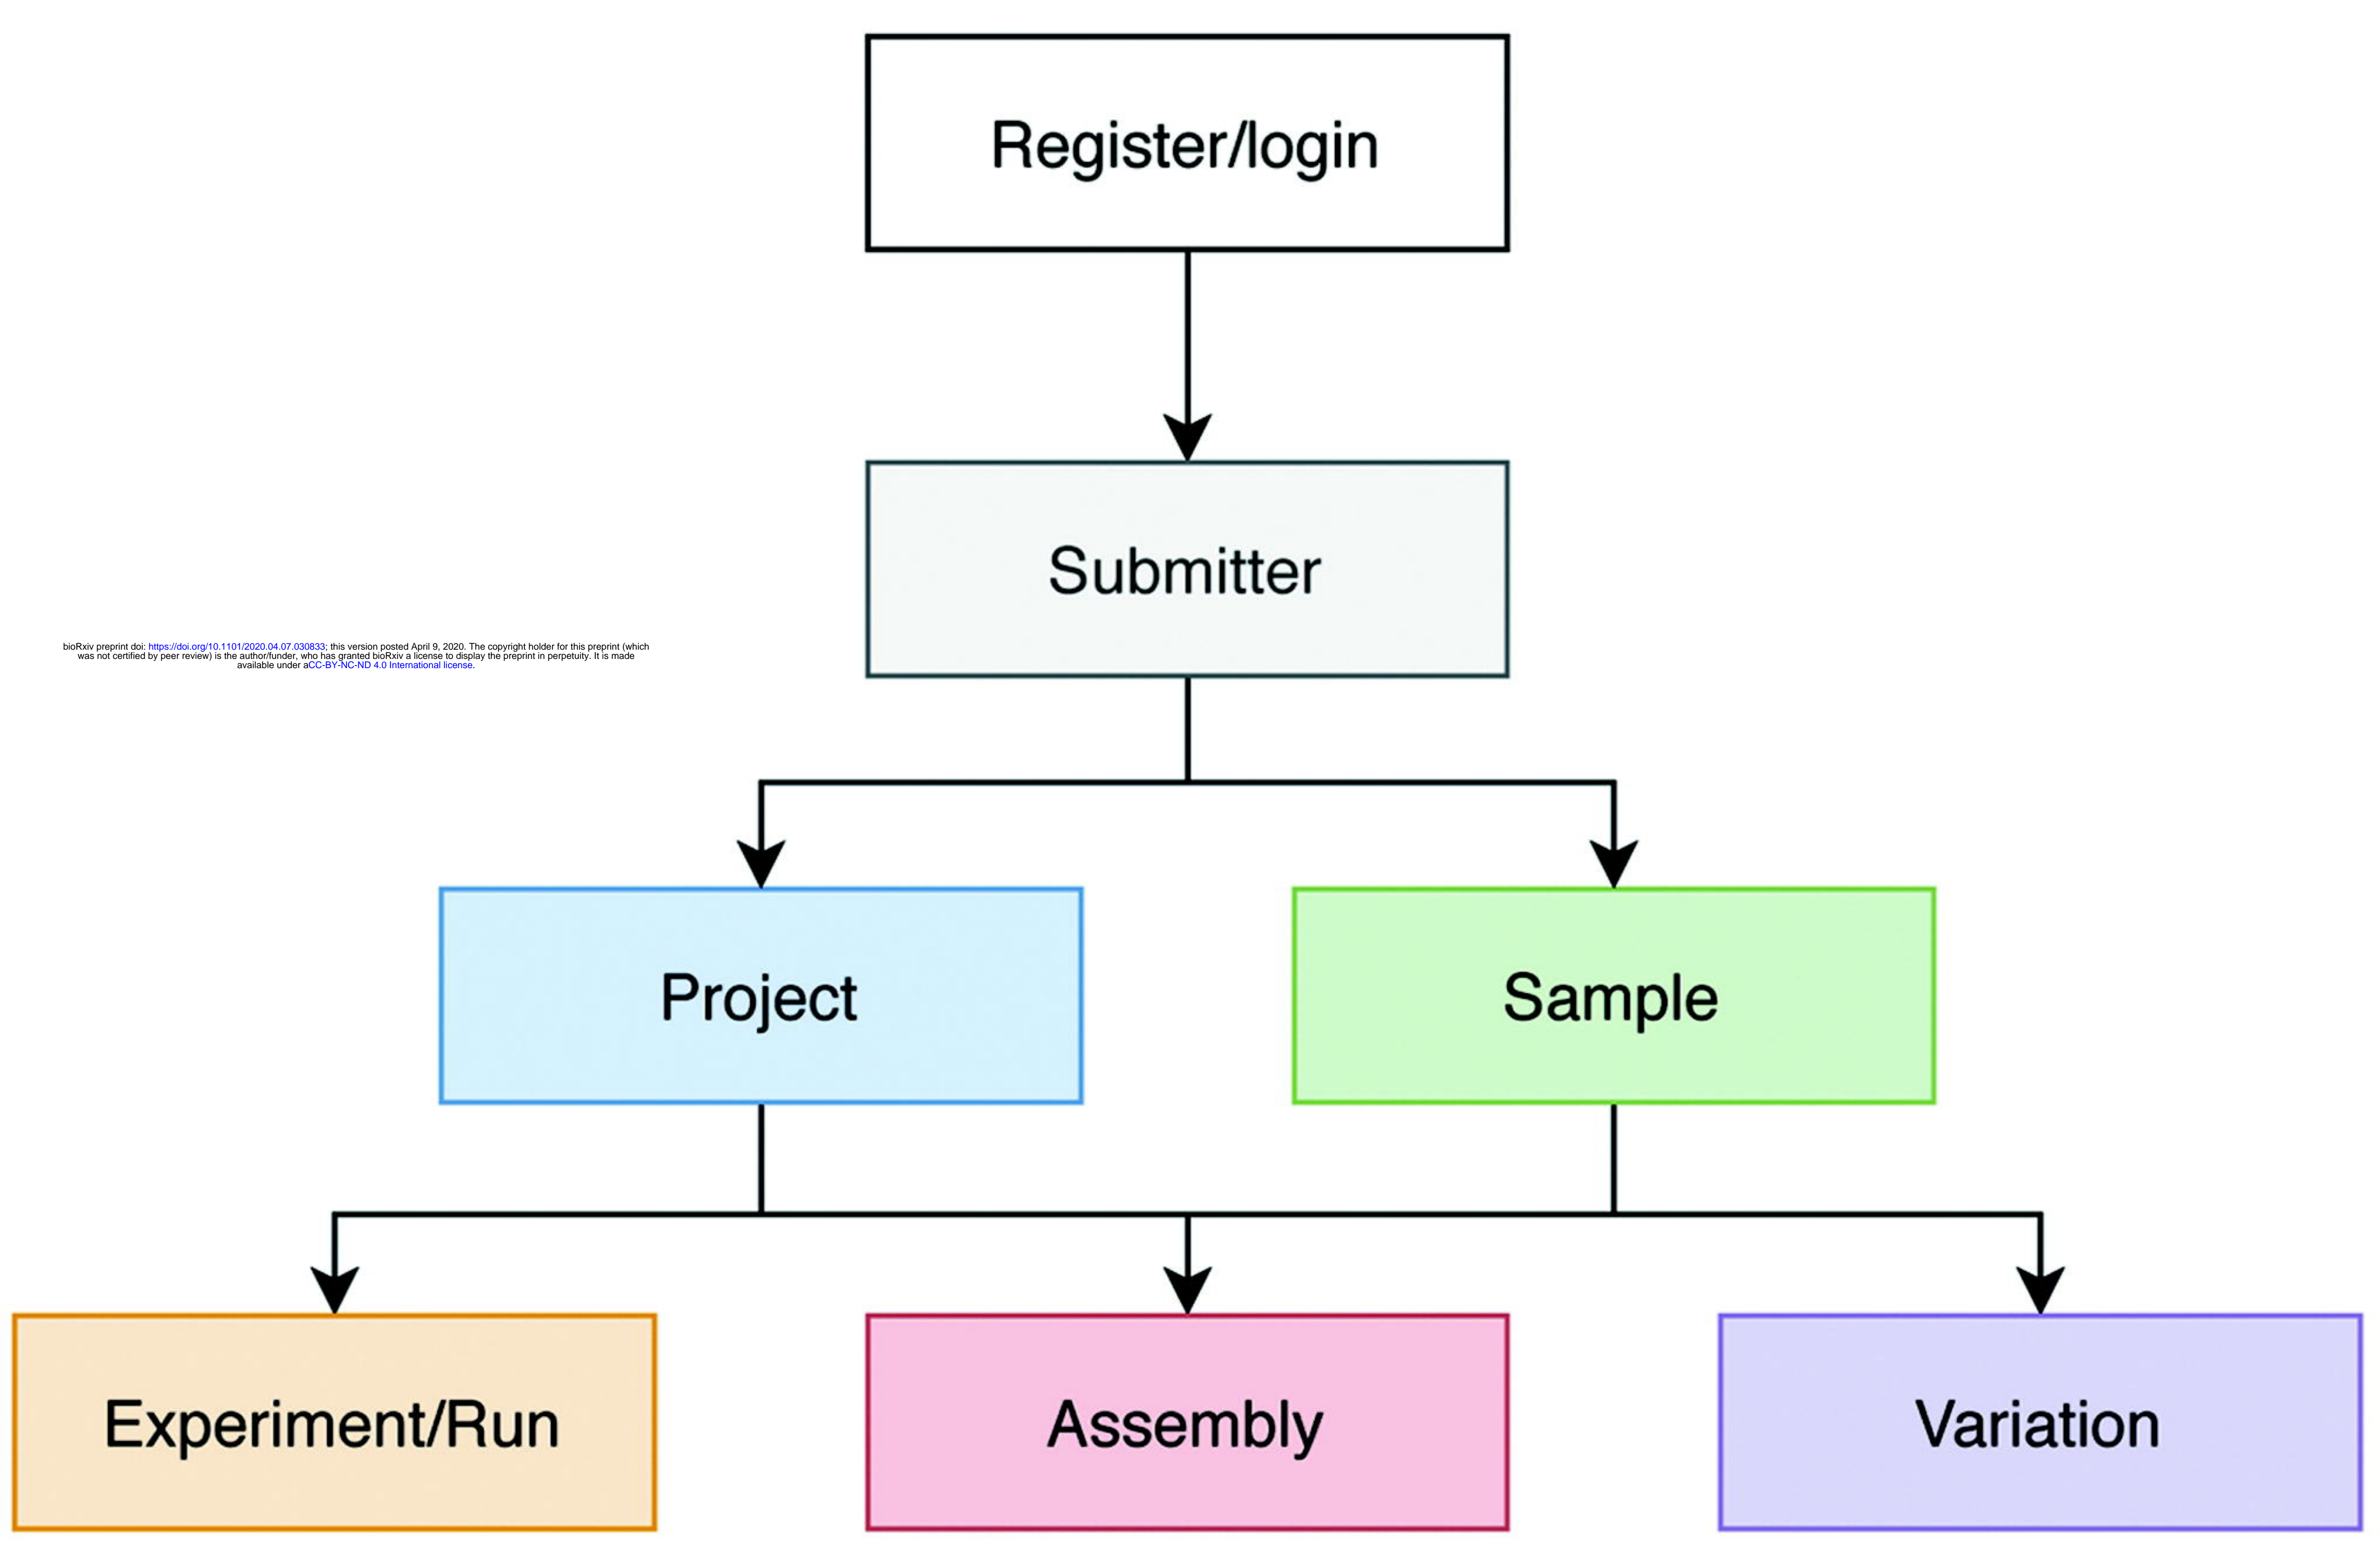 Register/login
Submitter
bioRxiv preprint doi: https://doi.org/10.1101/2020.04.07.030833; this version posted April 9, 2020. The copyright holder for this preprint (which
was not certified by peer review) is the author/funder, who has granted bioRxiv a license to display the preprint in perpetuity. It is made
available under aCC-BY-NC-ND 4.0 International license.
Project
Sample
Experiment/Run
Assembly
Variation